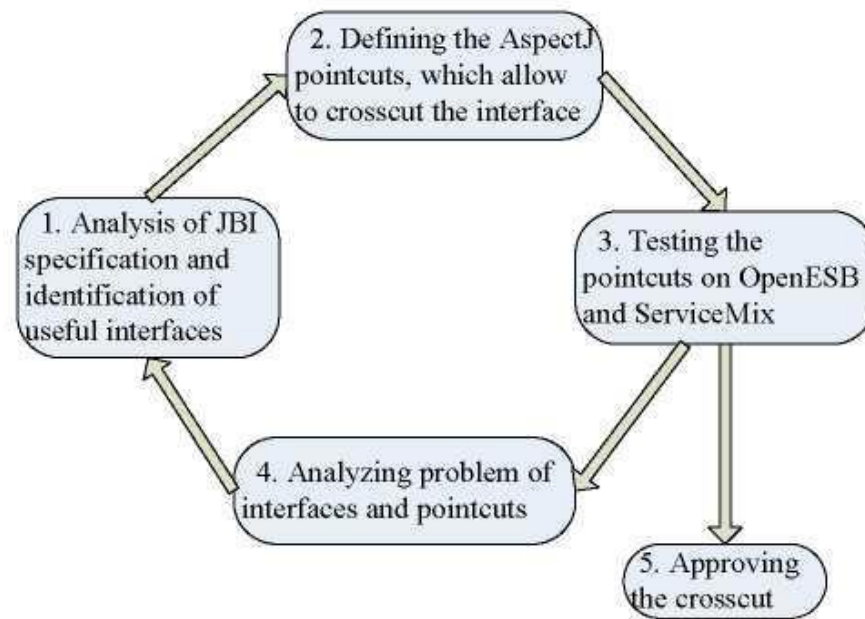 2. Defining the AspectJ
pointcuts, which allow
to crosscut the interface
1. Analysis of JBI
specification and
identification of
useful interfaces
3. Testing the
pointcuts on OpenESB
and ServiceMix
4. Analyzing problem of
interfaces and pointcuts
5. Approving
the crosscut